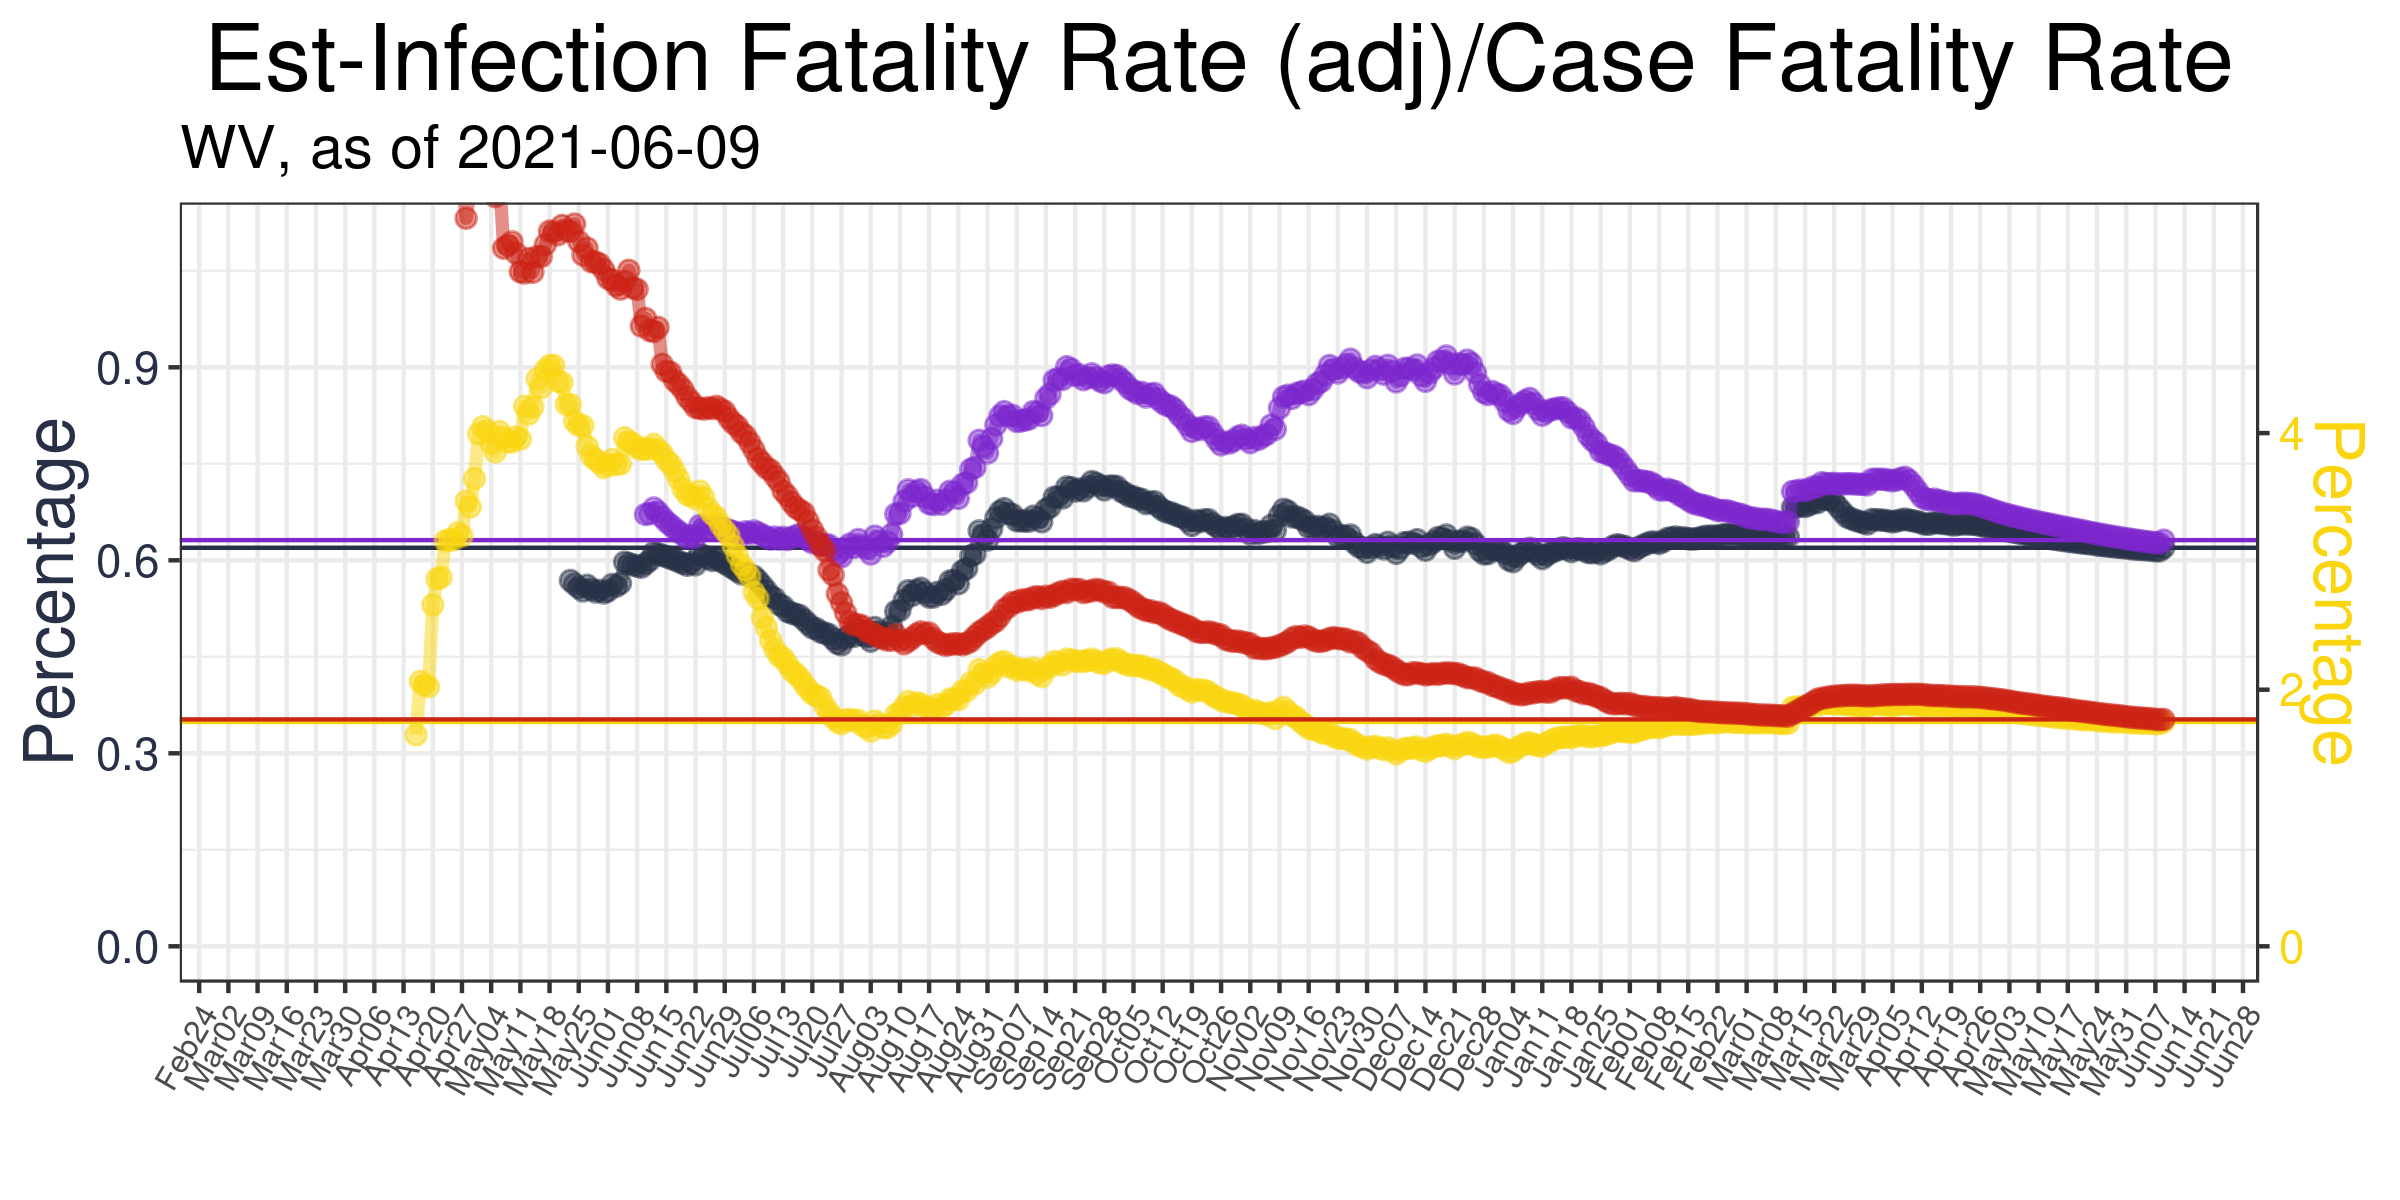 Est-Infection Fatality Rate (adj)/Case Fatality Rate
WV, as of 2021-06-09
Percentage
0.9
0.6
0.3
0.0
4
2
0
Percentage
Feb24
Mar02
Mar09
Mar16
Mar23
Mar30
Apr06
Apr13
Apr20
Apr27
May04
May11
May18
May25
Jun01
Jun08
Jun15
Jun22
Jun29
Jul06
Jul13
Jul20
Jul27
Aug03
Aug10
Aug17
Aug24
Aug31
Sep07
Sep14
Sep21
Sep28
Oct05
Oct12
Oct19
Oct26
Nov02
Nov09
Nov16
Nov23
Nov30
Dec07
Dec14
Dec21
Dec28
Jan04
Jan11
Jan18
Jan25
Feb01
Feb08
Feb15
Feb22
Mar01
Mar08
Mar15
Mar22
Mar29
Apr05
Apr12
Apr19
Apr26
May03
May10
May17
May24
May31
Jun07
Jun14
Jun21
Jun28